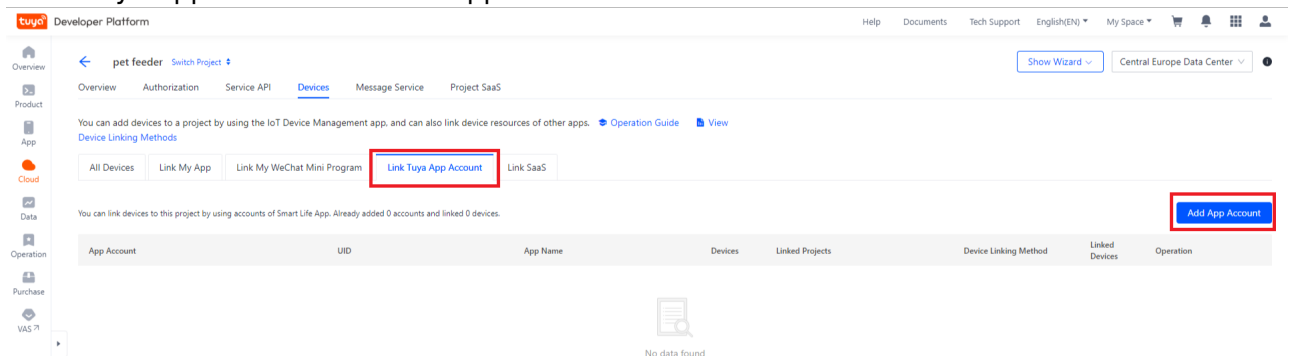 tuya Developer Platform Help Documents Tech Support English(EN) My Space
Overview
Product
App
Cloud
Data
Operation
Purchase
VAS
pet feeder Switch Project Show Wizard Central Europe Data Center
Overview Authorization Service API Devices Message Service Project SaaS
You can add devices to a project by using the IoT Device Management app, and can also link device resources of other apps. Operation Guide View
Device Linking Methods
All Devices Link My App Link My WeChat Mini Program Link Tuya App Account Link SaaS
You can link devices to this project by using accounts of Smart Life App. Already added 0 accounts and linked 0 devices. Add App Account
App Account UID App Name Devices Linked Projects Device Linking Method Linked Devices Operation
No data found